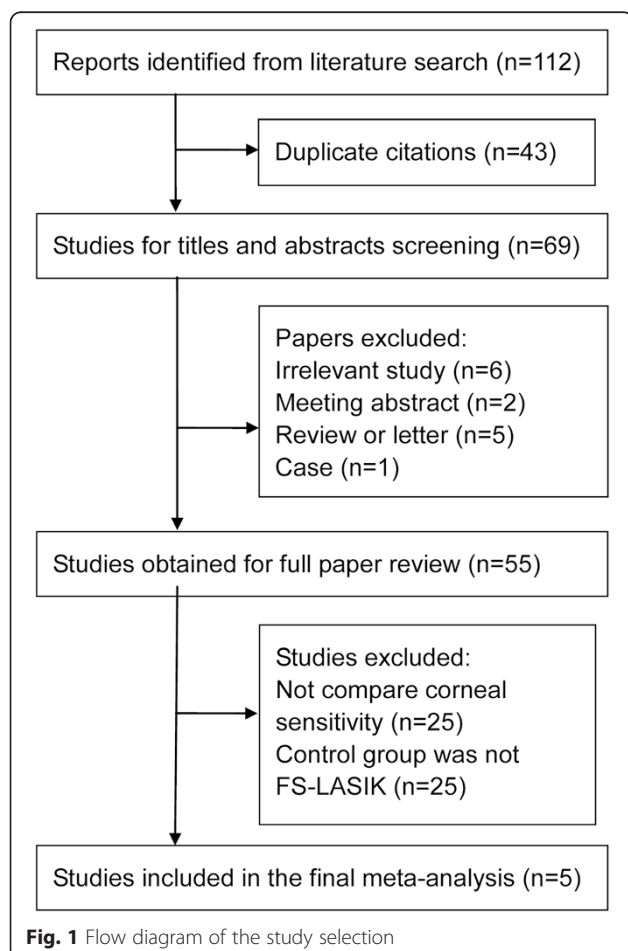 Reports identified from literature search (n=112)
Duplicate citations (n=43)
Studies for titles and abstracts screening (n=69)
Papers excluded:
Irrelevant study (n=6)
Meeting abstract (n=2)
Review or letter (n=5)
Case (n=1)
Studies obtained for full paper review (n=55)
Studies excluded:
Not compare corneal
sensitivity (n=25)
Control group was not
FS-LASIK (n=25)
Studies included in the final meta-analysis (n=5)
Fig. 1 Flow diagram of the study selection